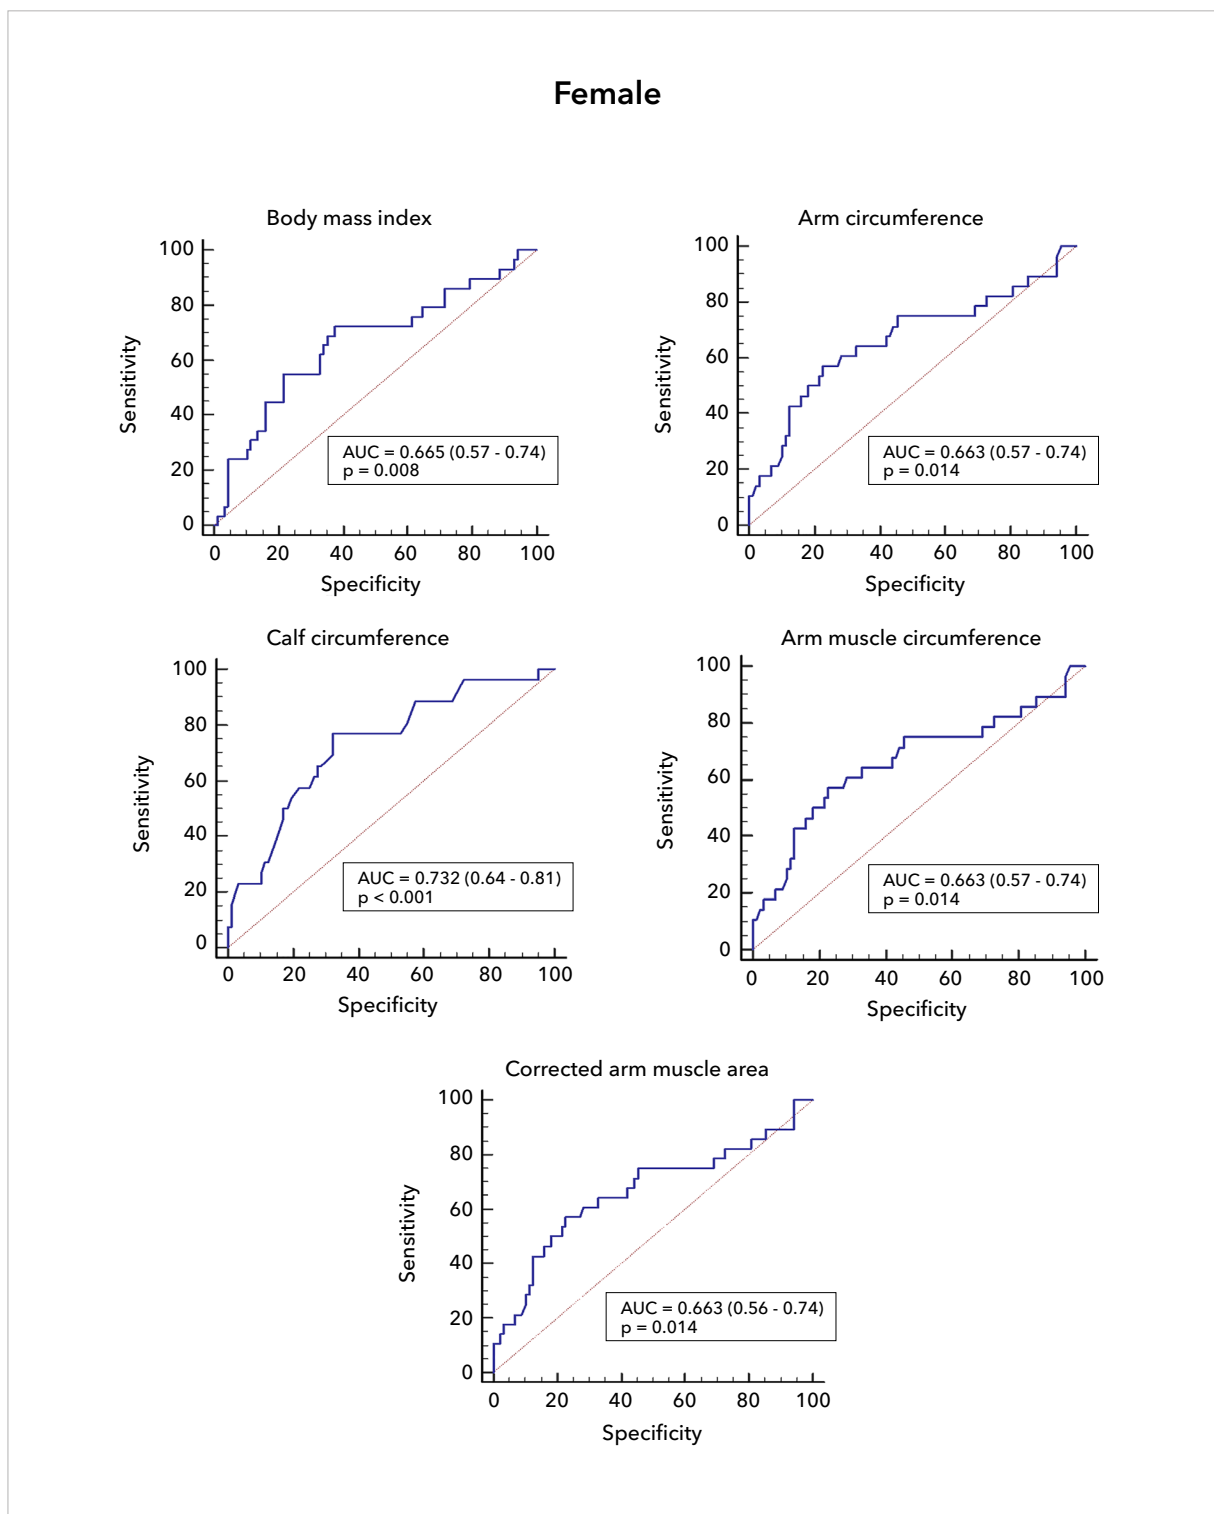 Female
Body mass index
100
80
60
40
20
0
Sensitivity
AUC = 0.665 (0.57 - 0.74)
p = 0.008
0 20 40 60 80 100
Specificity
Arm circumference
100
80
60
40
20
0
Sensitivity
AUC = 0.663 (0.57 - 0.74)
p = 0.014
0 20 40 60 80 100
Specificity
Calf circumference
100
80
60
40
20
0
Sensitivity
AUC = 0.732 (0.64 - 0.81)
p < 0.001
0 20 40 60 80 100
Specificity
Arm muscle circumference
100
80
60
40
20
0
Sensitivity
AUC = 0.663 (0.57 - 0.74)
p = 0.014
0 20 40 60 80 100
Specificity
Corrected arm muscle area
100
80
60
40
20
0
Sensitivity
AUC = 0.663 (0.56 - 0.74)
p = 0.014
0 20 40 60 80 100
Specificity